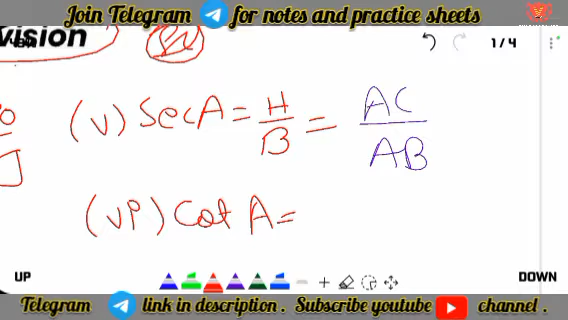 Join Telegram for notes and practice sheets
vision
1/4
(v) Sec A = H/B = AC/AB
(vi) Cot A =
UP DOWN
Telegram link in description. Subscribe youtube channel.